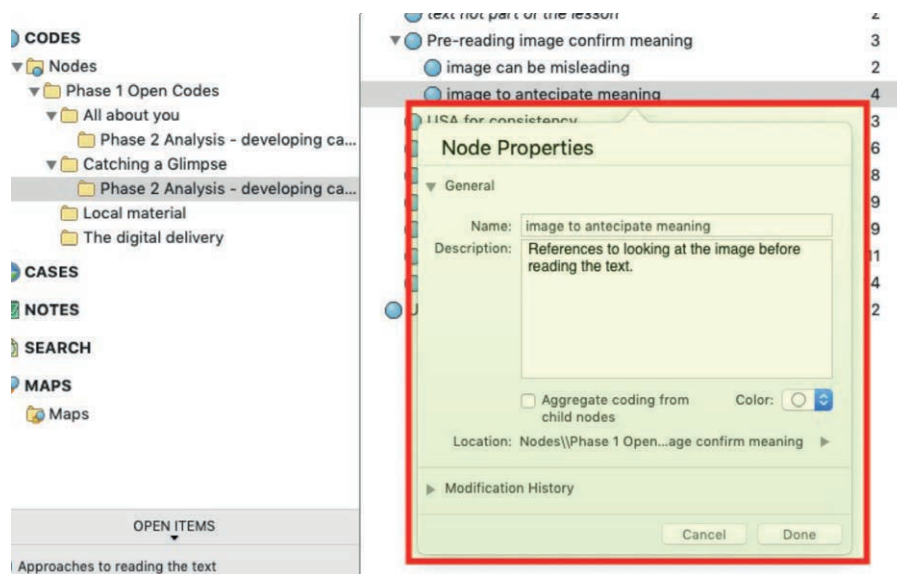 CODES
Nodes
Phase 1 Open Codes
All about you
Phase 2 Analysis - developing ca...
Catching a Glimpse
Phase 2 Analysis - developing ca...
Local material
The digital delivery
CASES
NOTES
SEARCH
MAPS
Maps
OPEN ITEMS
Approaches to reading the text
text not part of the lesson 2
Pre-reading image confirm meaning 3
image can be misleading 2
image to antecipate meaning 4
USA for consistency 3
6
8
9
9
11
4
2
Node Properties
General
Name: image to antecipate meaning
Description: References to looking at the image before
reading the text.
Aggregate coding from
child nodes
Color:
Location: Nodes\\Phase 1 Open...age confirm meaning
Modification History
Cancel Done